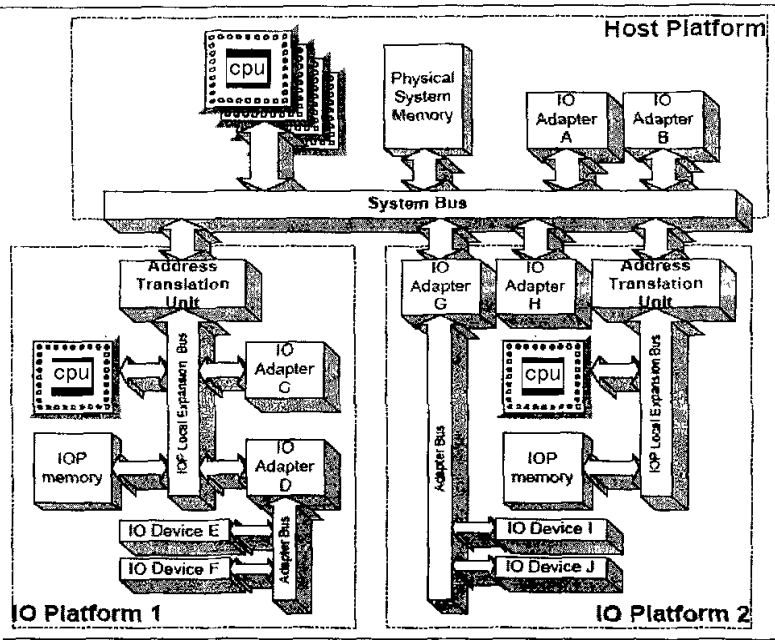 Host Platform
cpu
Physical
System
Memory
IO
Adapter
A
IO
Adapter
B
System Bus
Address
Translation
Unit
cpu
IOP Local Expansion Bus
IO
Adapter
C
IOP
memory
IO
Adapter
D
IO Device E
IO Device F
Adapter Bus
IO Platform 1
IO
Adapter
G
IO
Adapter
H
Address
Translation
Unit
Adapter Bus
cpu
IOP Local Expansion Bus
IOP
memory
IO Device I
IO Device J
IO Platform 2